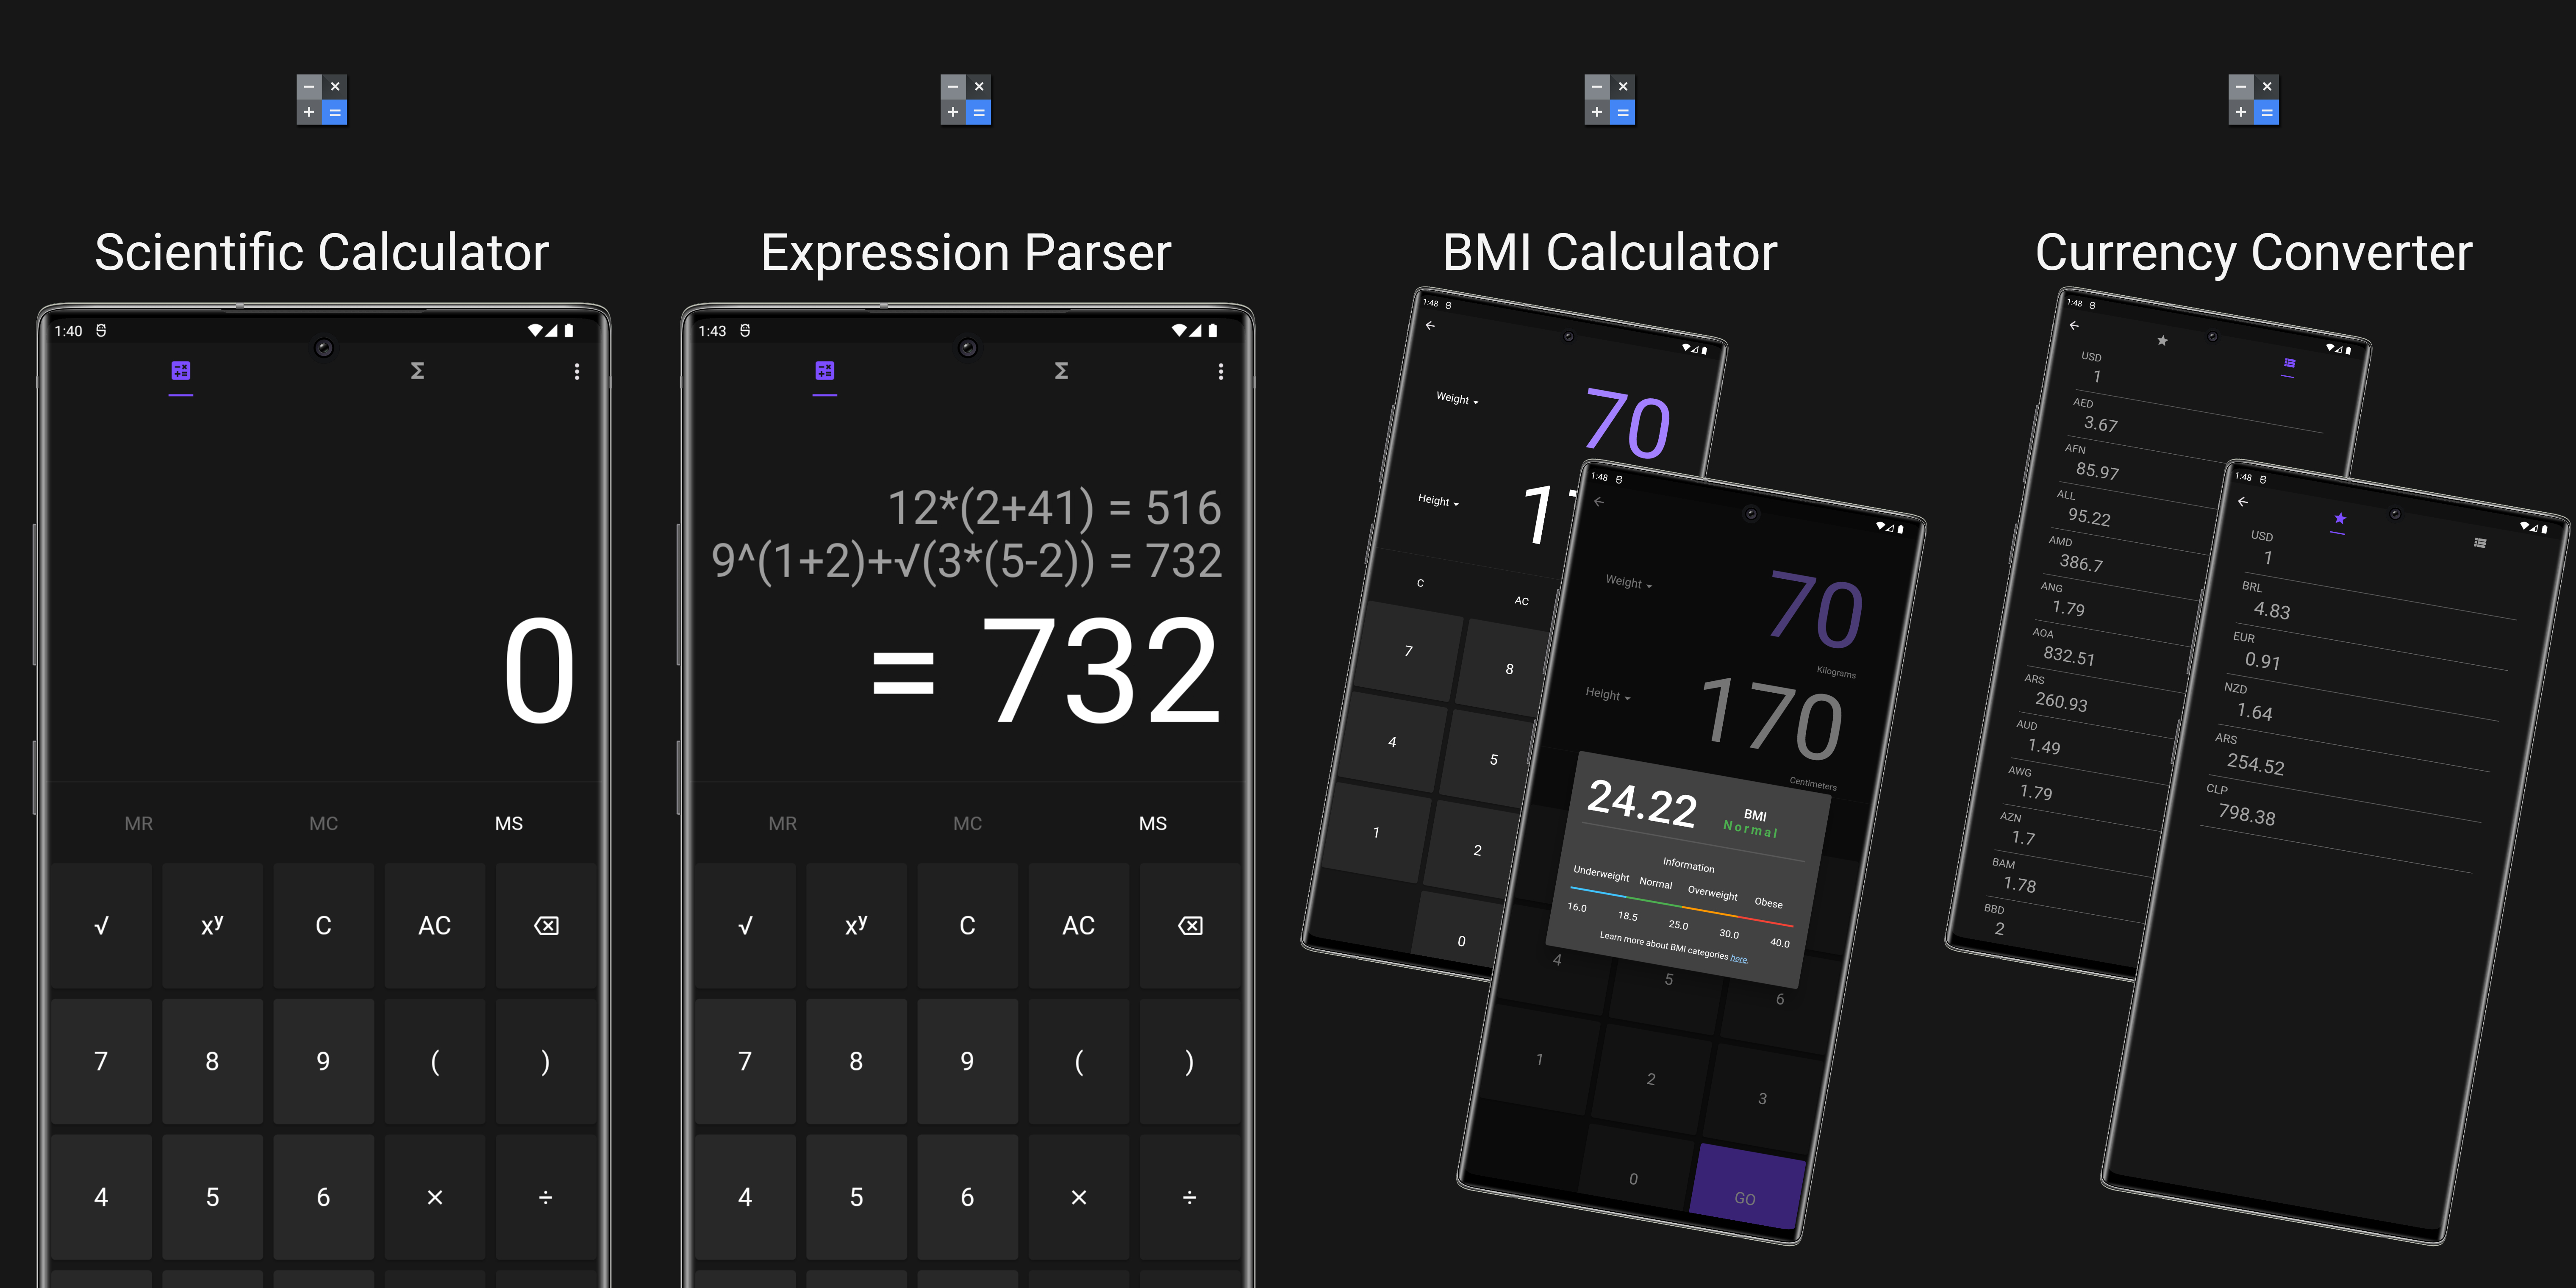 − ×
+ =
Scientific Calculator
1:40
Σ
0
MR MC MS
√ xʸ C AC
7 8 9 ( )
4 5 6 × ÷
− ×
+ =
Expression Parser
1:43
Σ
12*(2+41) = 516
9^(1+2)+√(3*(5-2)) = 732
= 732
MR MC MS
√ xʸ C AC
7 8 9 ( )
4 5 6 × ÷
− ×
+ =
BMI Calculator
1:48
Weight 70
Height 1
C AC
7 8
4 5
1 2
0
1:48
Weight 70
Kilograms
Height 170
Centimeters
24.22 BMI
Normal
Information
Underweight Normal Overweight Obese
16.0 18.5 25.0 30.0 40.0
Learn more about BMI categories here.
4 5 6
1 2 3
0 GO
− ×
+ =
Currency Converter
1:48
USD
1
AED
3.67
AFN
85.97
ALL
95.22
AMD
386.7
ANG
1.79
AOA
832.51
ARS
260.93
AUD
1.49
AWG
1.79
AZN
1.7
BAM
1.78
BBD
2
1:48
USD
1
BRL
4.83
EUR
0.91
NZD
1.64
ARS
254.52
CLP
798.38